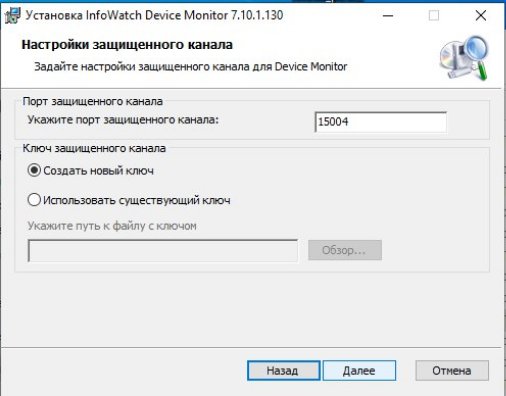 Установка InfoWatch Device Monitor 7.10.1.130
Настройки защищенного канала
Задайте настройки защищенного канала для Device Monitor
Порт защищенного канала
Укажите порт защищенного канала:
15004
Ключ защищенного канала
Создать новый ключ
Использовать существующий ключ
Укажите путь к файлу с ключом
Обзор...
Назад
Далее
Отмена